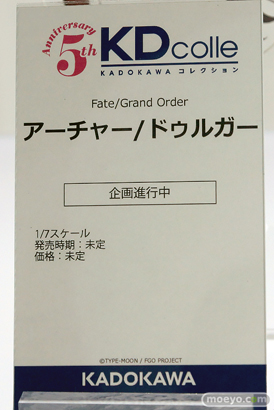 Anniversary
5th
KDcolle
KADOKAWA コレクション
Fate/Grand Order
アーチャー/ドゥルガー
企画進行中
1/7スケール
発売時期：未定
価格：未定
©TYPE-MOON / FGO PROJECT
KADOKAWA
moeyo.com